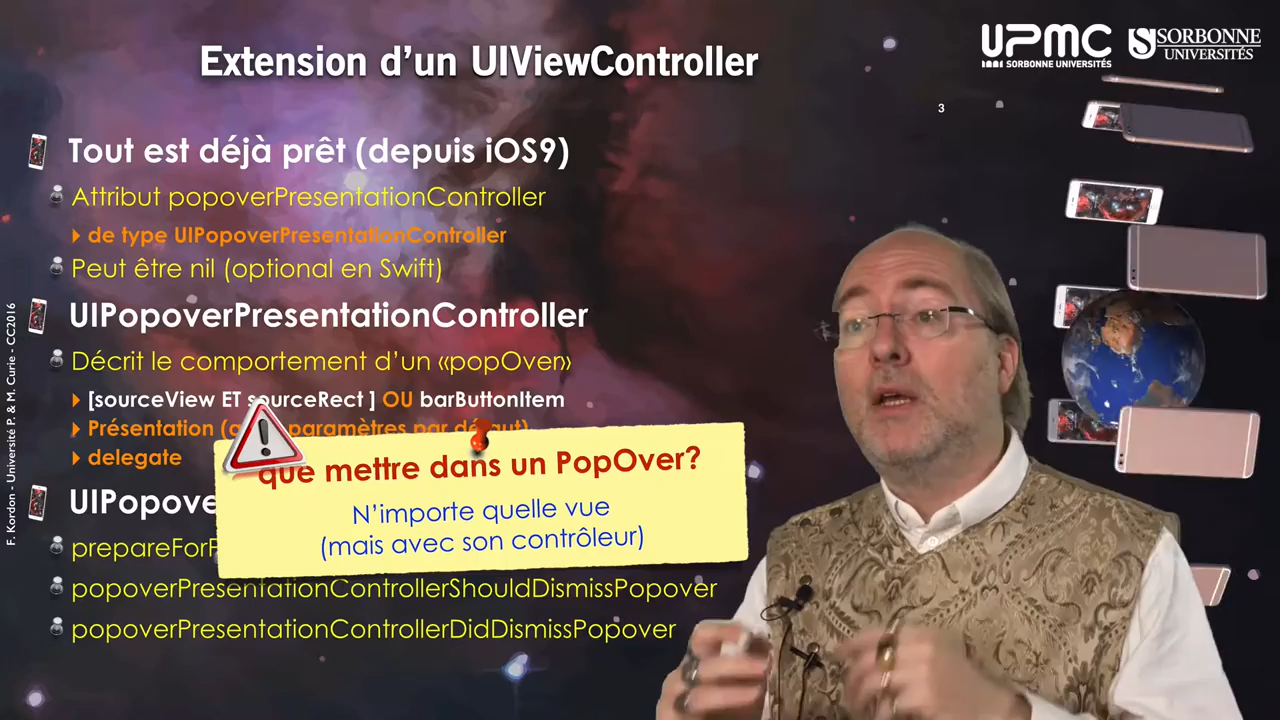 Extension d'un UIViewController
UPMC
SORBONNE UNIVERSITÉS
SORBONNE
UNIVERSITÉS
3
Tout est déjà prêt (depuis iOS9)
Attribut popoverPresentationController
de type UIPopoverPresentationController
Peut être nil (optional en Swift)
UIPopoverPresentationController
Décrit le comportement d'un «popOver»
[sourceView ET sourceRect ] OU barButtonItem
Présentation ( paramètres par défaut)
delegate
UIPopove
prepareForP
popoverPresentationControllerShouldDismissPopover
popoverPresentationControllerDidDismissPopover
que mettre dans un PopOver?
N'importe quelle vue
(mais avec son contrôleur)
F. Kordon - Université P. & M. Curie - CC2016